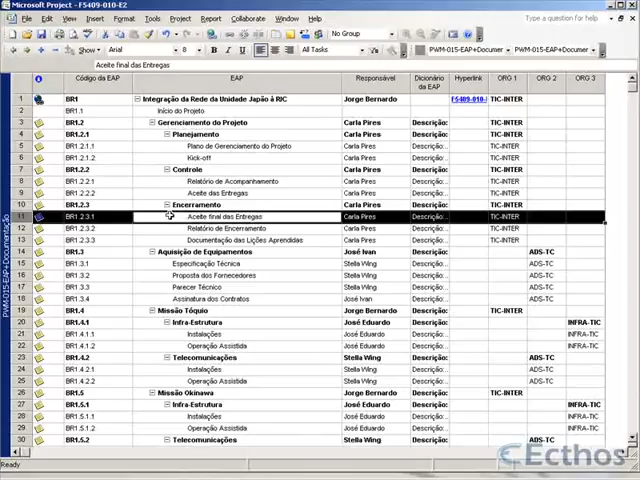 Microsoft Project - F5409-010-E2
File Edit View Insert Format Tools Project Report Collaborate Window Help
Type a question for help
No Group
Show Arial 8 All Tasks PWM-015-EAP+Documer PWM-015-EAP+Documer
Aceite final das Entregas
Código da EAP EAP Responsável Dicionário da EAP Hyperlink ORG 1 ORG 2 ORG 3
1 BR1 Integração da Rede da Unidade Japão à RIC Jorge Bernardo F5409-010- TIC-INTER
2 BR1.1 Início do Projeto
3 BR1.2 Gerenciamento do Projeto Carla Pires Descrição: TIC-INTER
4 BR1.2.1 Planejamento Carla Pires Descrição: TIC-INTER
5 BR1.2.1.1 Plano de Gerenciamento do Projeto Carla Pires Descrição: TIC-INTER
6 BR1.2.1.2 Kick-off Carla Pires Descrição: TIC-INTER
7 BR1.2.2 Controle Carla Pires Descrição: TIC-INTER
8 BR1.2.2.1 Relatório de Acompanhamento Carla Pires Descrição: TIC-INTER
9 BR1.2.2.2 Aceite das Entregas Carla Pires Descrição: TIC-INTER
10 BR1.2.3 Encerramento Carla Pires Descrição: TIC-INTER
11 BR1.2.3.1 Aceite final das Entregas Carla Pires Descrição: TIC-INTER
12 BR1.2.3.2 Relatório de Encerramento Carla Pires Descrição: TIC-INTER
13 BR1.2.3.3 Documentação das Lições Aprendidas Carla Pires Descrição: TIC-INTER
14 BR1.3 Aquisição de Equipamentos José Ivan Descrição: ADS-TC
15 BR1.3.1 Especificação Técnica Stella Wing Descrição: ADS-TC
16 BR1.3.2 Proposta dos Fornecedores Stella Wing Descrição: ADS-TC
17 BR1.3.3 Parecer Técnico Stella Wing Descrição: ADS-TC
18 BR1.3.4 Assinatura dos Contratos José Ivan Descrição: ADS-TC
19 BR1.4 Missão Tóquio Jorge Bernardo Descrição: TIC-INTER
20 BR1.4.1 Infra-Estrutura José Eduardo Descrição: INFRA-TIC
21 BR1.4.1.1 Instalações José Eduardo Descrição: INFRA-TIC
22 BR1.4.1.2 Operação Assistida José Eduardo Descrição: INFRA-TIC
23 BR1.4.2 Telecomunicações Stella Wing Descrição: ADS-TC
24 BR1.4.2.1 Instalações Stella Wing Descrição: ADS-TC
25 BR1.4.2.2 Operação Assistida Stella Wing Descrição: ADS-TC
26 BR1.5 Missão Okinawa Jorge Bernardo Descrição: TIC-INTER
27 BR1.5.1 Infra-Estrutura José Eduardo Descrição: INFRA-TIC
28 BR1.5.1.1 Instalações José Eduardo Descrição: INFRA-TIC
29 BR1.5.1.2 Operação Assistida José Eduardo Descrição: INFRA-TIC
30 BR1.5.2 Telecomunicações Stella Wing Descrição: ADS-TC
PWM-015-EAP+Documentação
Ready
Ecthos